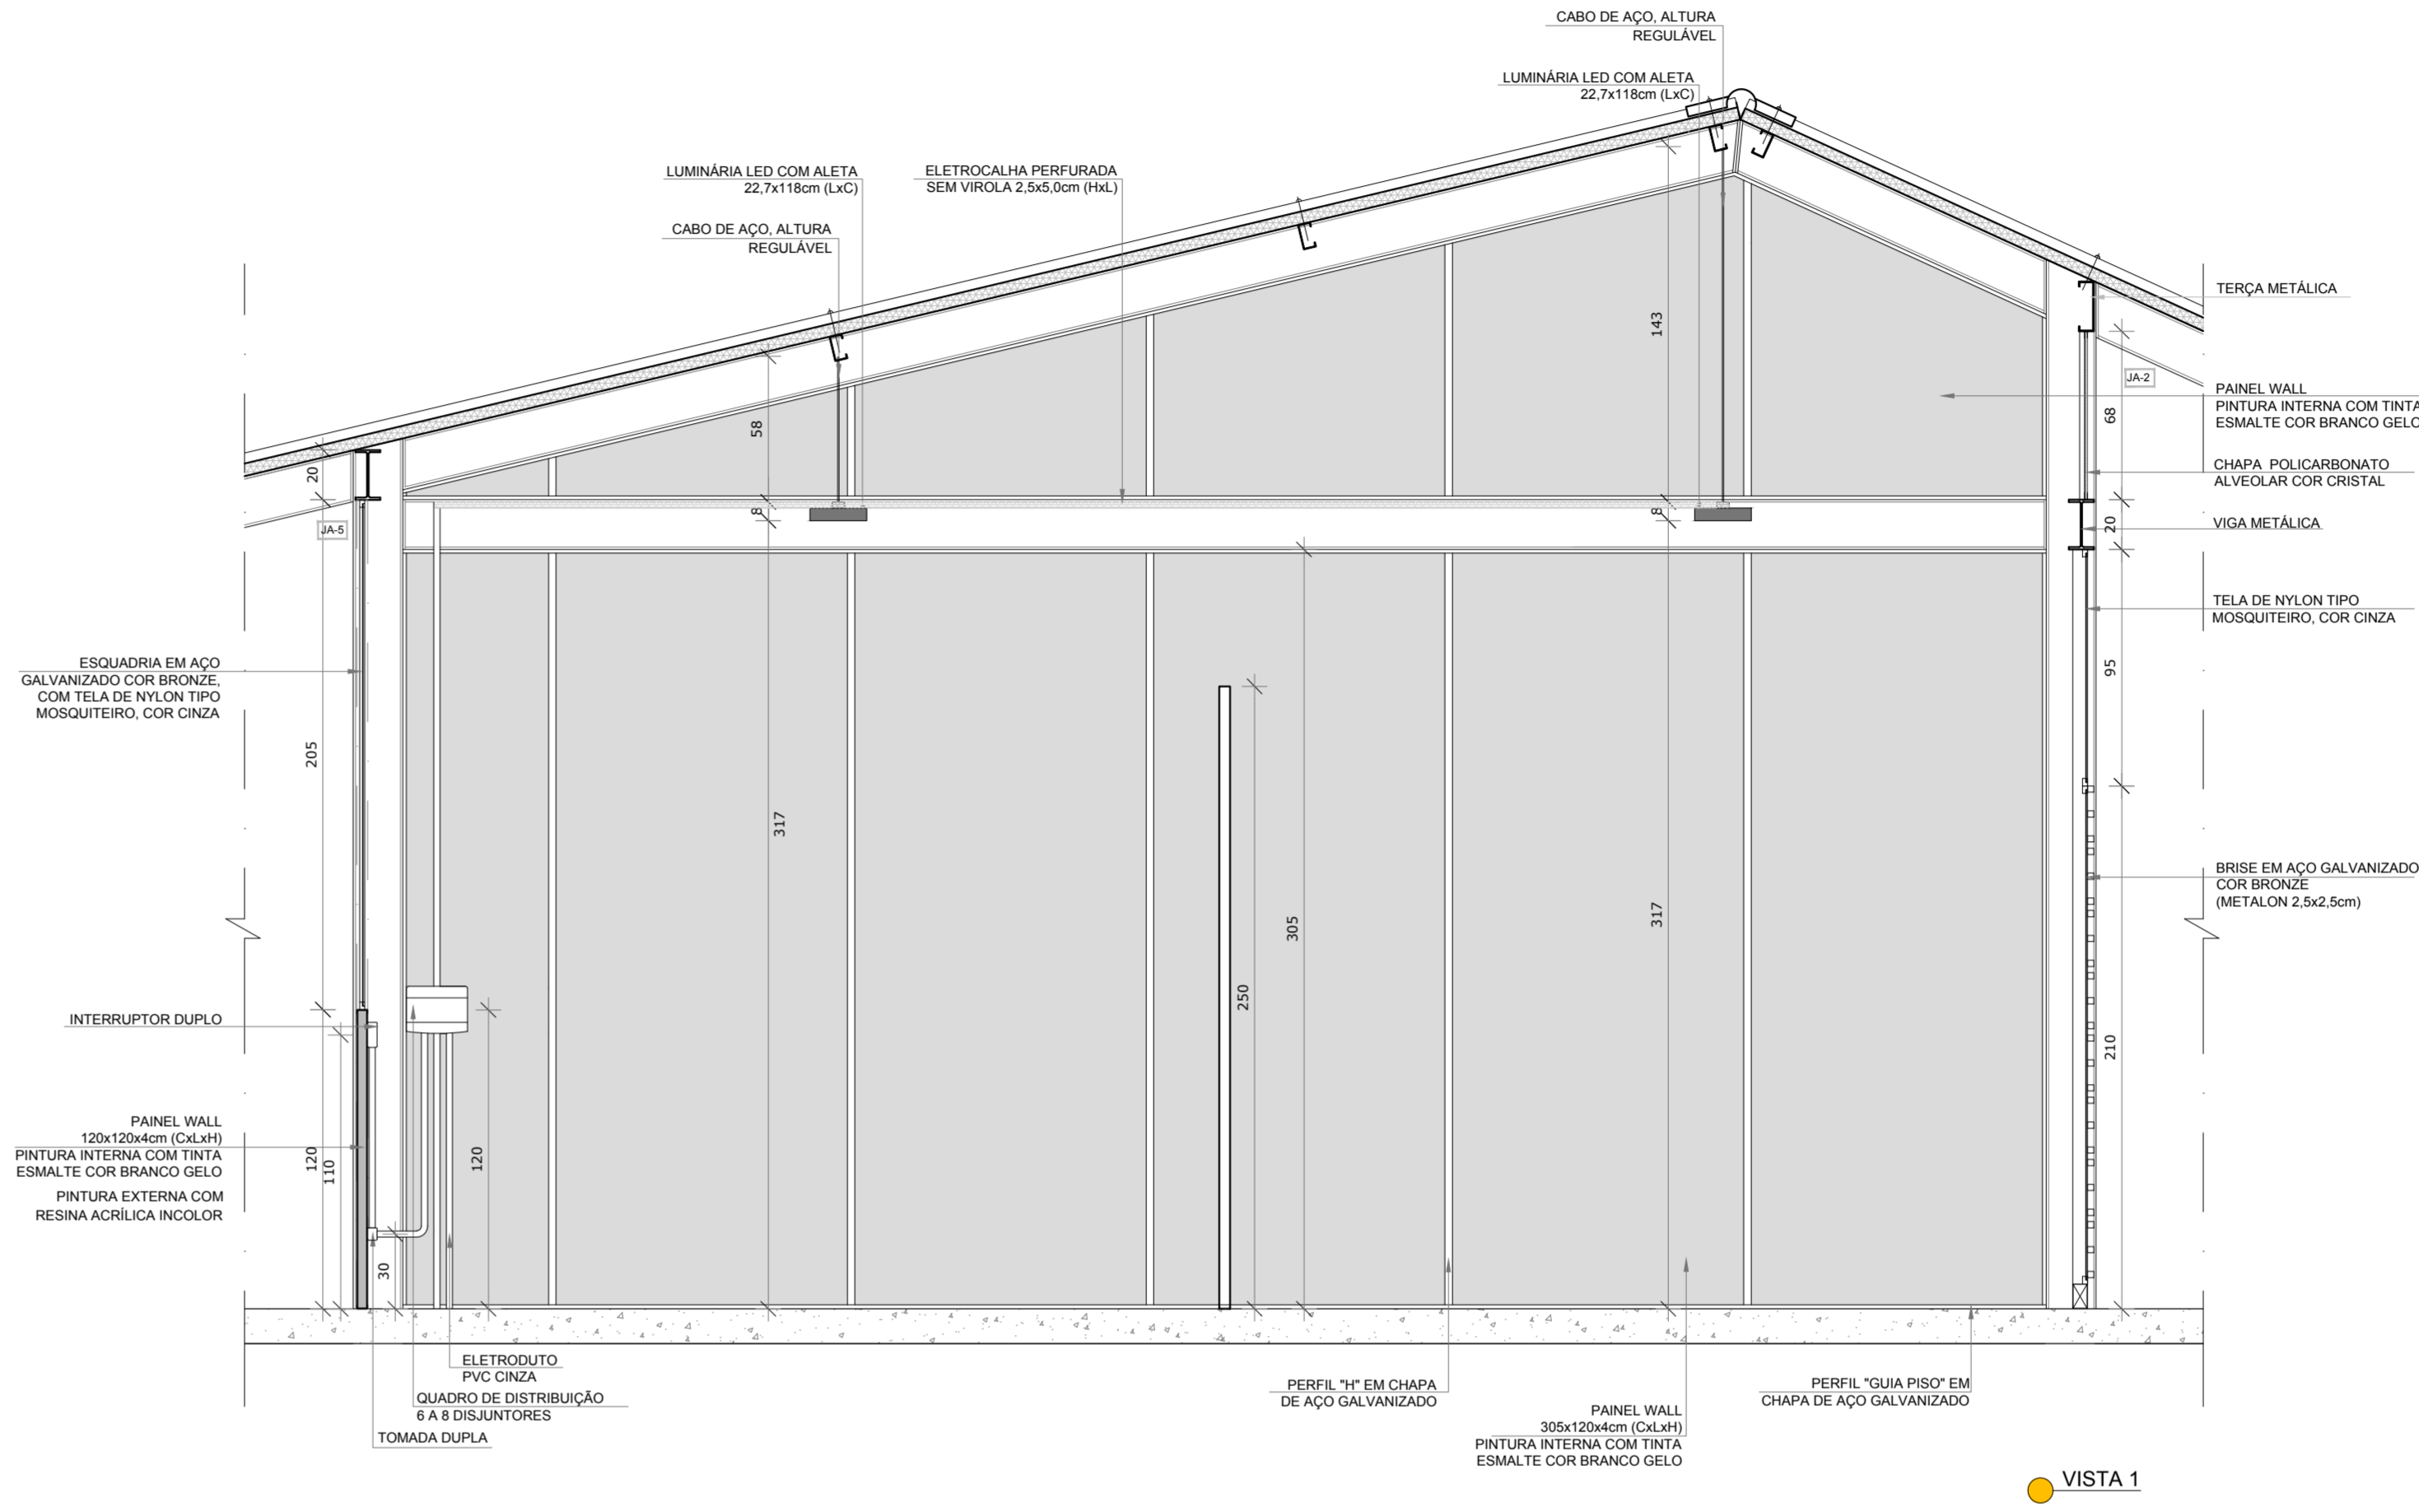 CABO DE AÇO, ALTURA
REGULÁVEL
LUMINÁRIA LED COM ALETA
22,7x118cm (LxC)
LUMINÁRIA LED COM ALETA
22,7x118cm (LxC)
ELETROCALHA PERFURADA
SEM VIROLA 2,5x5,0cm (HxL)
CABO DE AÇO, ALTURA
REGULÁVEL
TERÇA METÁLICA
143
JA-2
PAINEL WALL
PINTURA INTERNA COM TINTA
ESMALTE COR BRANCO GELO
68
58
20
CHAPA  POLICARBONATO
ALVEOLAR COR CRISTAL
8
8
JA-5
20
VIGA METÁLICA
TELA DE NYLON TIPO
MOSQUITEIRO, COR CINZA
ESQUADRIA EM AÇO
GALVANIZADO COR BRONZE,
COM TELA DE NYLON TIPO
MOSQUITEIRO, COR CINZA
95
205
317
305
317
250
BRISE EM AÇO GALVANIZADO
COR BRONZE
(METALON 2,5x2,5cm)
INTERRUPTOR DUPLO
210
PAINEL WALL
120x120x4cm (CxLxH)
PINTURA INTERNA COM TINTA
ESMALTE COR BRANCO GELO
PINTURA EXTERNA COM
RESINA ACRÍLICA INCOLOR
120
110
120
30
ELETRODUTO
PVC CINZA
QUADRO DE DISTRIBUIÇÃO
6 A 8 DISJUNTORES
TOMADA DUPLA
PERFIL "H" EM CHAPA
DE AÇO GALVANIZADO
PAINEL WALL
305x120x4cm (CxLxH)
PINTURA INTERNA COM TINTA
ESMALTE COR BRANCO GELO
PERFIL "GUIA PISO" EM
CHAPA DE AÇO GALVANIZADO
VISTA 1